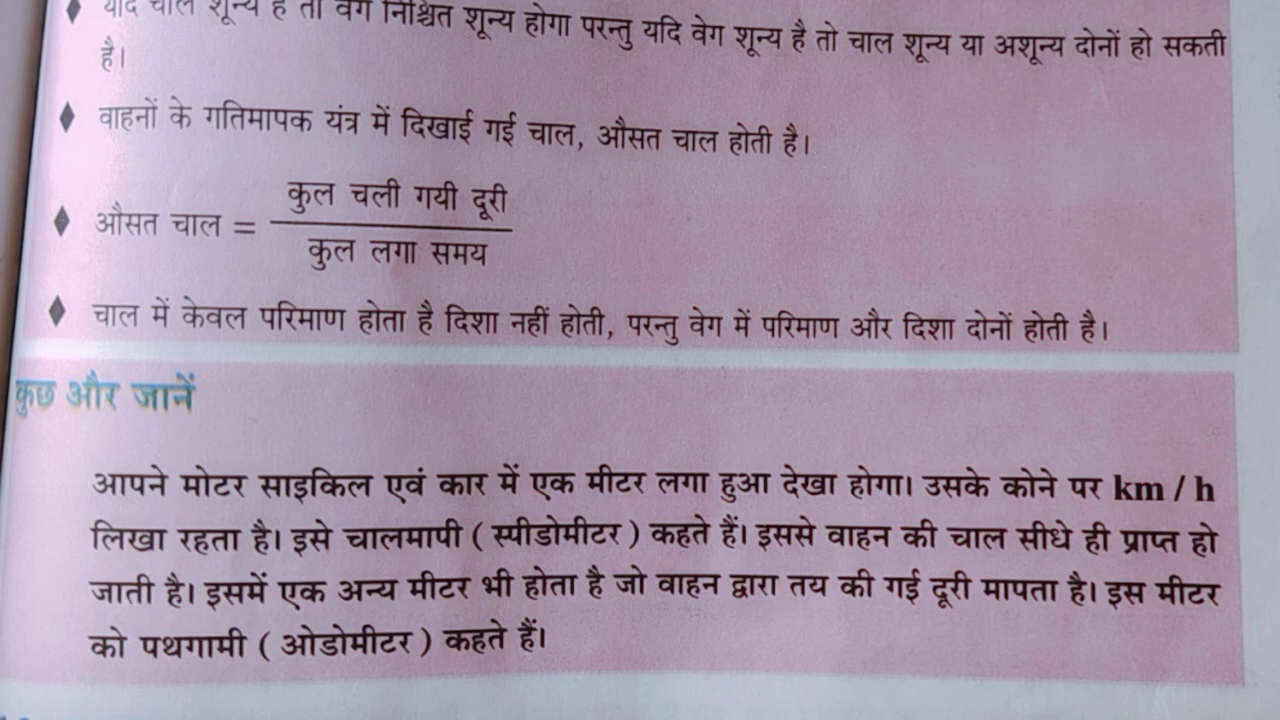 यदि चाल शून्य है तो वेग निश्चित शून्य होगा परन्तु यदि वेग शून्य है तो चाल शून्य या अशून्य दोनों हो सकती
है।
वाहनों के गतिमापक यंत्र में दिखाई गई चाल, औसत चाल होती है।
औसत चाल = कुल चली गयी दूरी
कुल लगा समय
चाल में केवल परिमाण होता है दिशा नहीं होती, परन्तु वेग में परिमाण और दिशा दोनों होती है।
कुछ और जानें
आपने मोटर साइकिल एवं कार में एक मीटर लगा हुआ देखा होगा। उसके कोने पर km / h
लिखा रहता है। इसे चालमापी ( स्पीडोमीटर ) कहते हैं। इससे वाहन की चाल सीधे ही प्राप्त हो
जाती है। इसमें एक अन्य मीटर भी होता है जो वाहन द्वारा तय की गई दूरी मापता है। इस मीटर
को पथगामी ( ओडोमीटर ) कहते हैं।